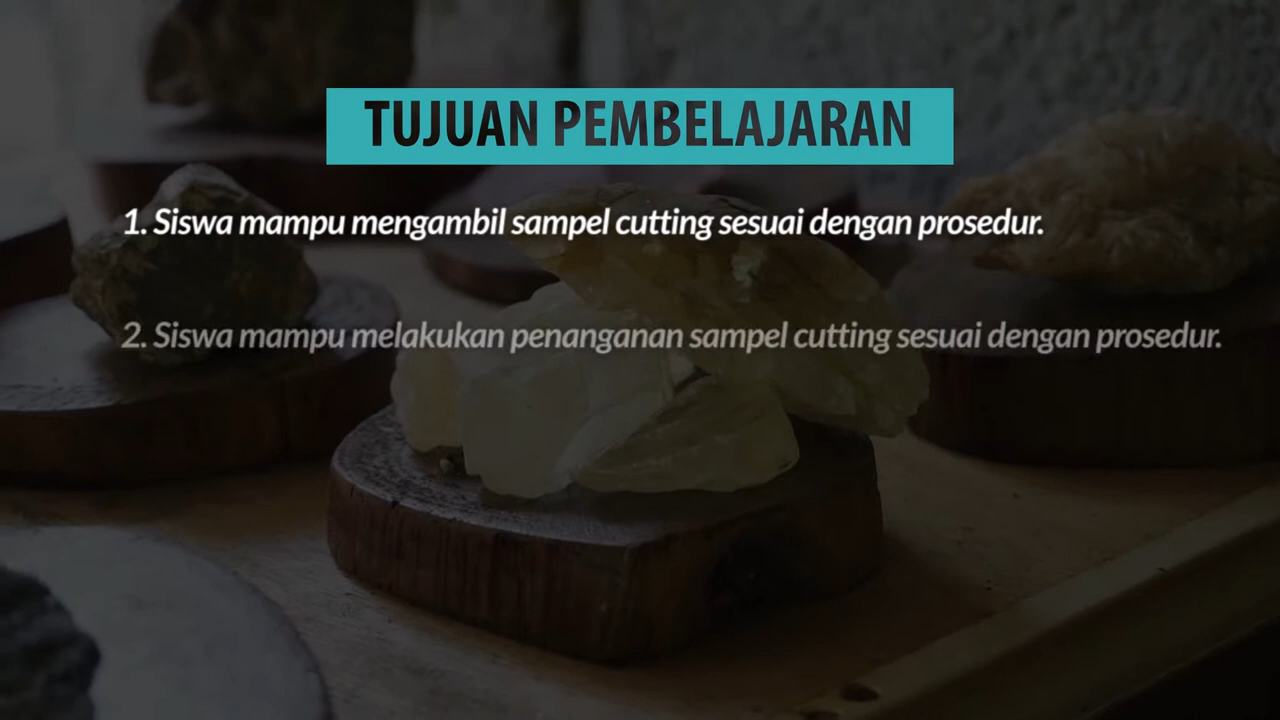 TUJUAN PEMBELAJARAN
1. Siswa mampu mengambil sampel cutting sesuai dengan prosedur.
2. Siswa mampu melakukan penanganan sampel cutting sesuai dengan prosedur.